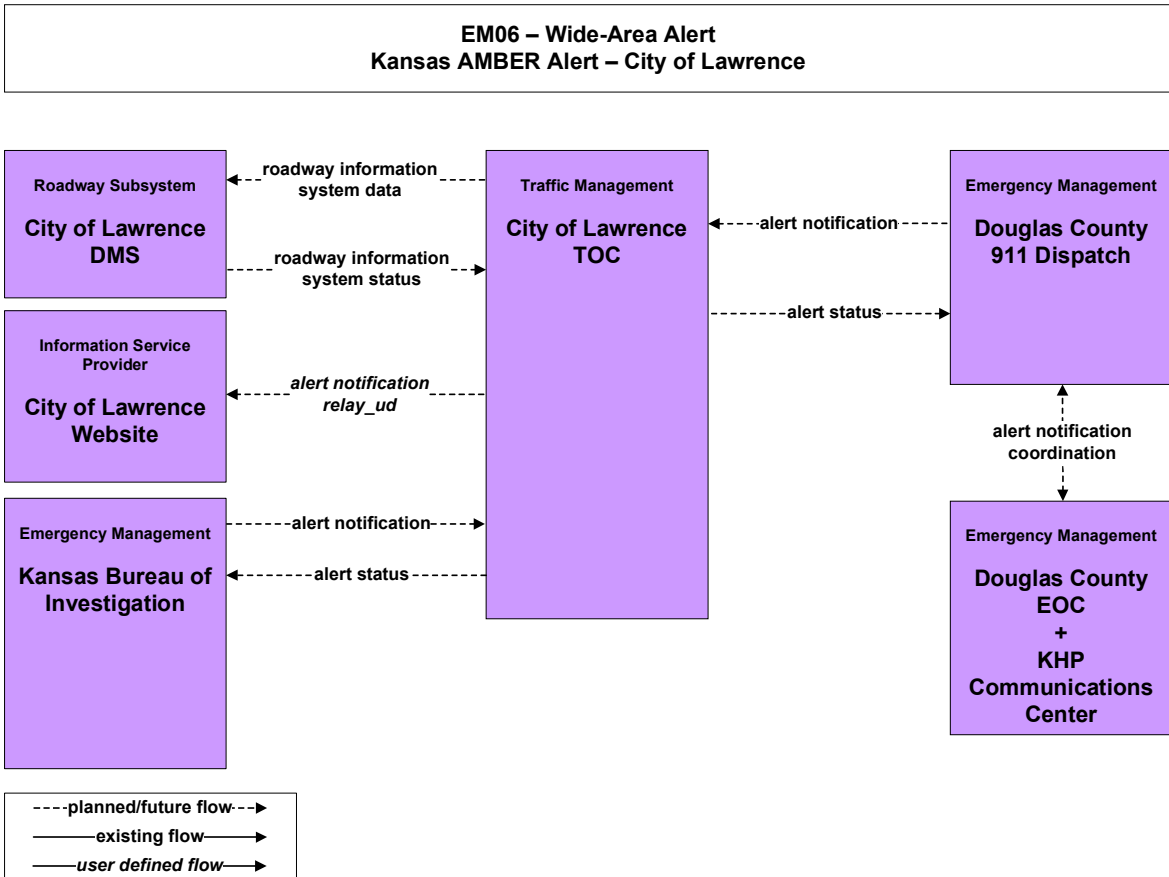 EM06 – Wide-Area Alert
Kansas AMBER Alert – City of Lawrence
Roadway Subsystem
City of Lawrence
DMS
roadway information
system data
roadway information
system status
Traffic Management
City of Lawrence
TOC
alert notification
alert status
Emergency Management
Douglas County
911 Dispatch
Information Service
Provider
City of Lawrence
Website
alert notification
relay_ud
alert notification
coordination
Emergency Management
Kansas Bureau of
Investigation
alert notification
alert status
Emergency Management
Douglas County
EOC
+
KHP
Communications
Center
planned/future flow
existing flow
user defined flow